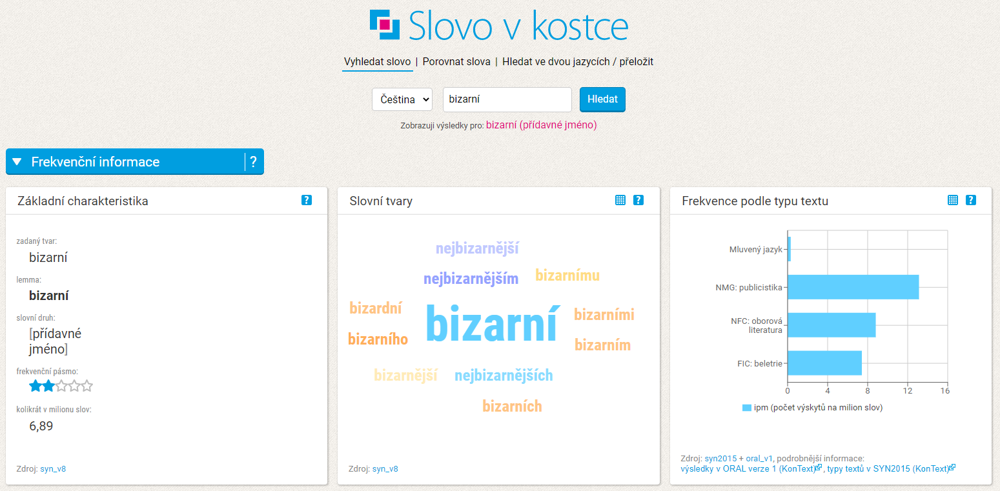 Slovo v kostce
Vyhledat slovo | Porovnat slova | Hledat ve dvou jazycích / přeložit
Čeština bizarní Hledat
Zobrazuji výsledky pro: bizarní (přídavné jméno)
Frekvenční informace ?
Základní charakteristika ?
zadaný tvar:
bizarní
lemma:
bizarní
slovní druh:
[přídavné
jméno]
frekvenční pásmo:
kolikrát v milionu slov:
6,89
Zdroj: syn_v8
Slovní tvary ?
nejbizarnější
nejbizarnějším
bizarnímu
bizardní
bizarní
bizarními
bizarního
bizarním
bizarnější
nejbizarnějších
bizarních
Zdroj: syn_v8
Frekvence podle typu textu ?
Mluvený jazyk
NMG: publicistika
NFC: oborová
literatura
FIC: beletrie
0 4 8 12 16
ipm (počet výskytů na milion slov)
Zdroj: syn2015 + oral_v1, podrobnější informace:
výsledky v ORAL verze 1 (KonText), typy textů v SYN2015 (KonText)